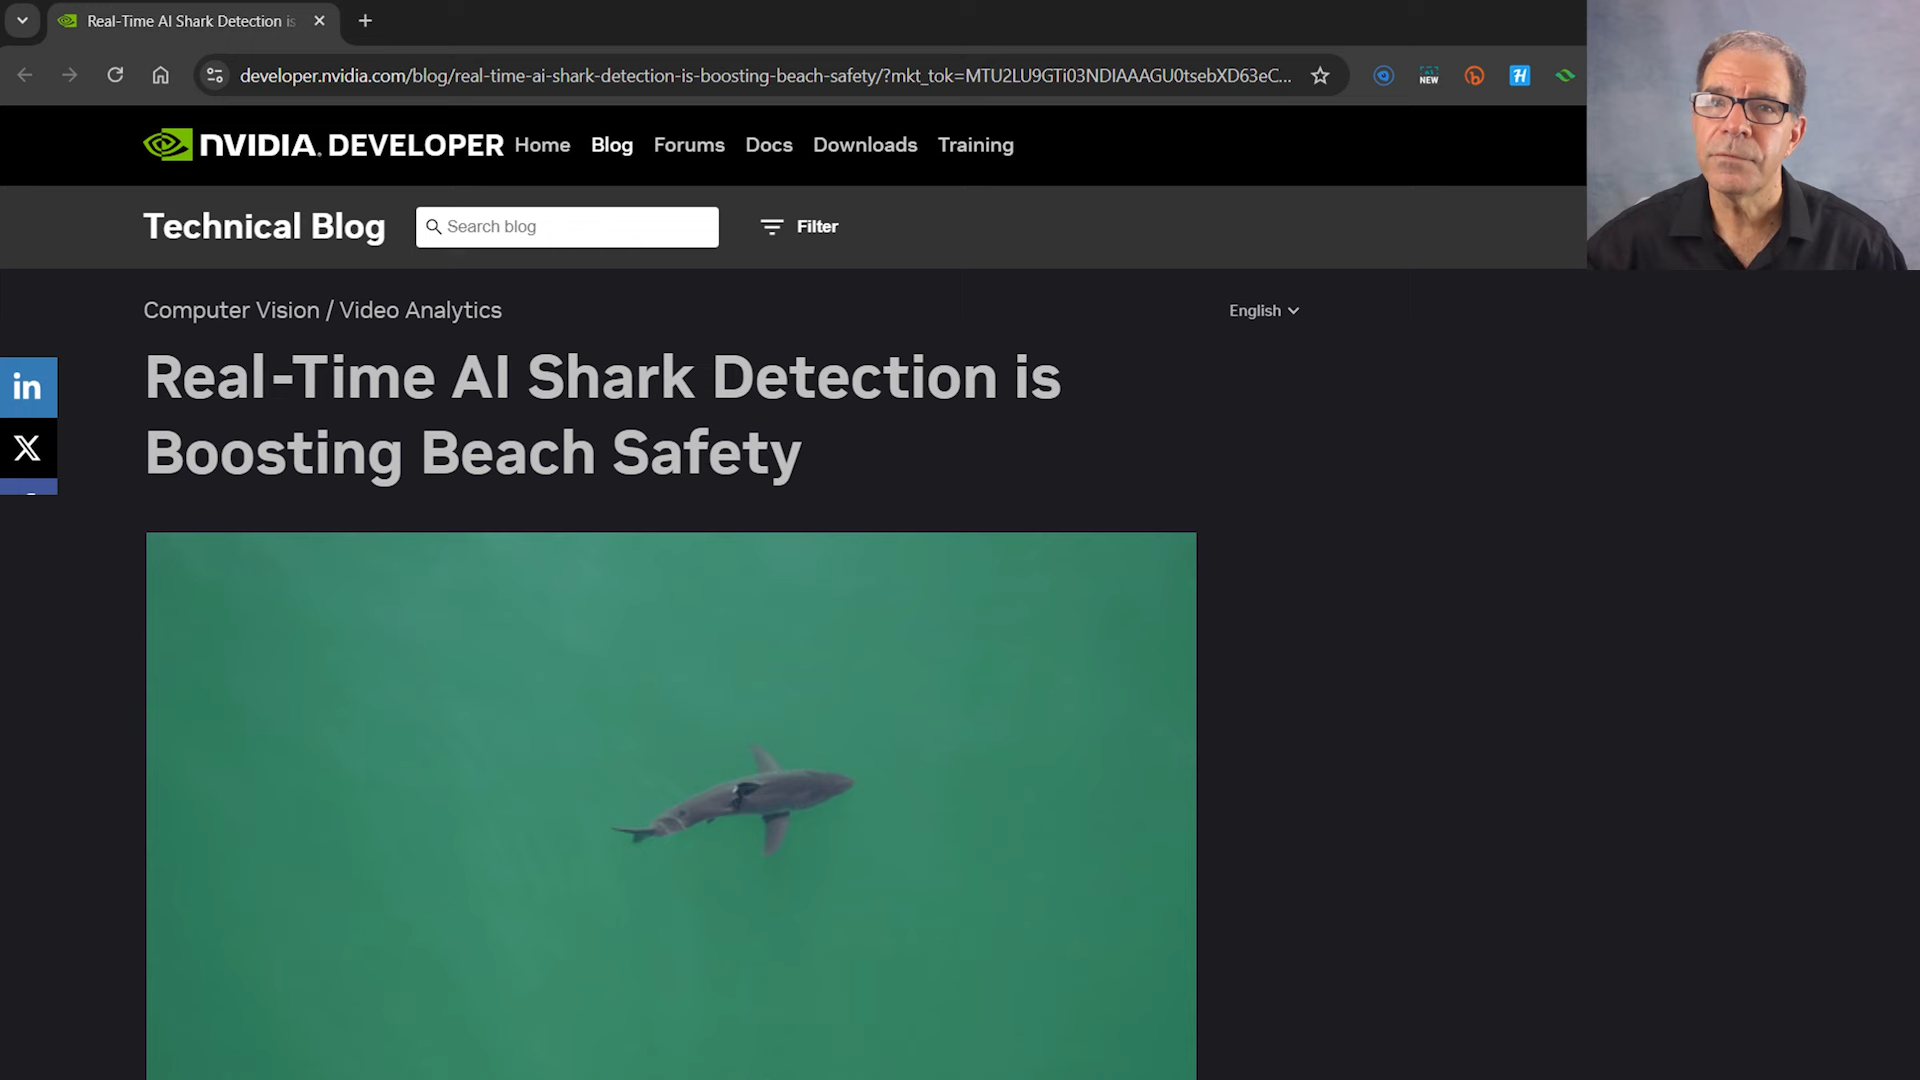 Real-Time AI Shark Detection is
developer.nvidia.com/blog/real-time-ai-shark-detection-is-boosting-beach-safety/?mkt_tok=MTU2LU9GTi03NDIAAAGU0tsebXD63eC...
NEW
NVIDIA. DEVELOPER Home Blog Forums Docs Downloads Training
Technical Blog Search blog Filter
Computer Vision / Video Analytics
English
Real-Time AI Shark Detection is
Boosting Beach Safety
in
X